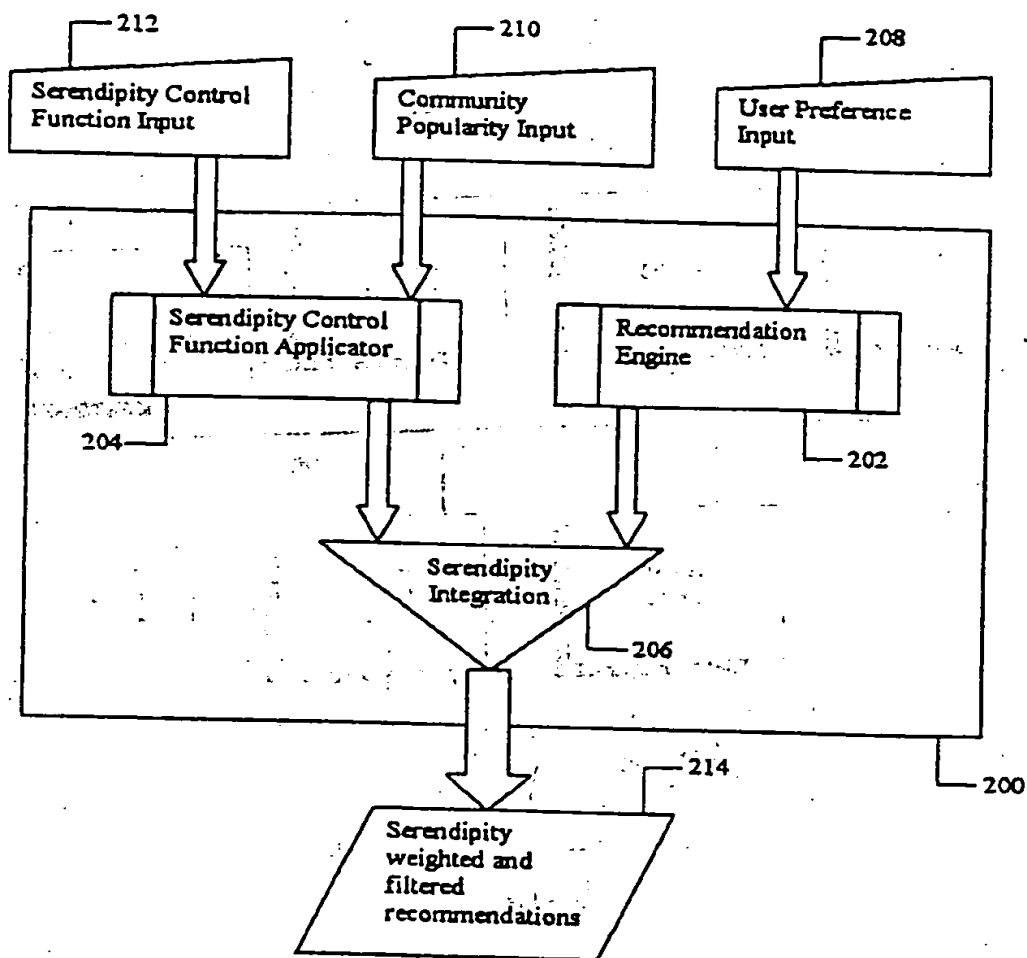 212
210
208
Serendipity Control
Function Input
Community
Popularity Input
User Preference
Input
Serendipity Control
Function Applicator
Recommendation
Engine
204
202
Serendipity
Integration
206
214
200
Serendipity
weighted and
filtered
recommendations